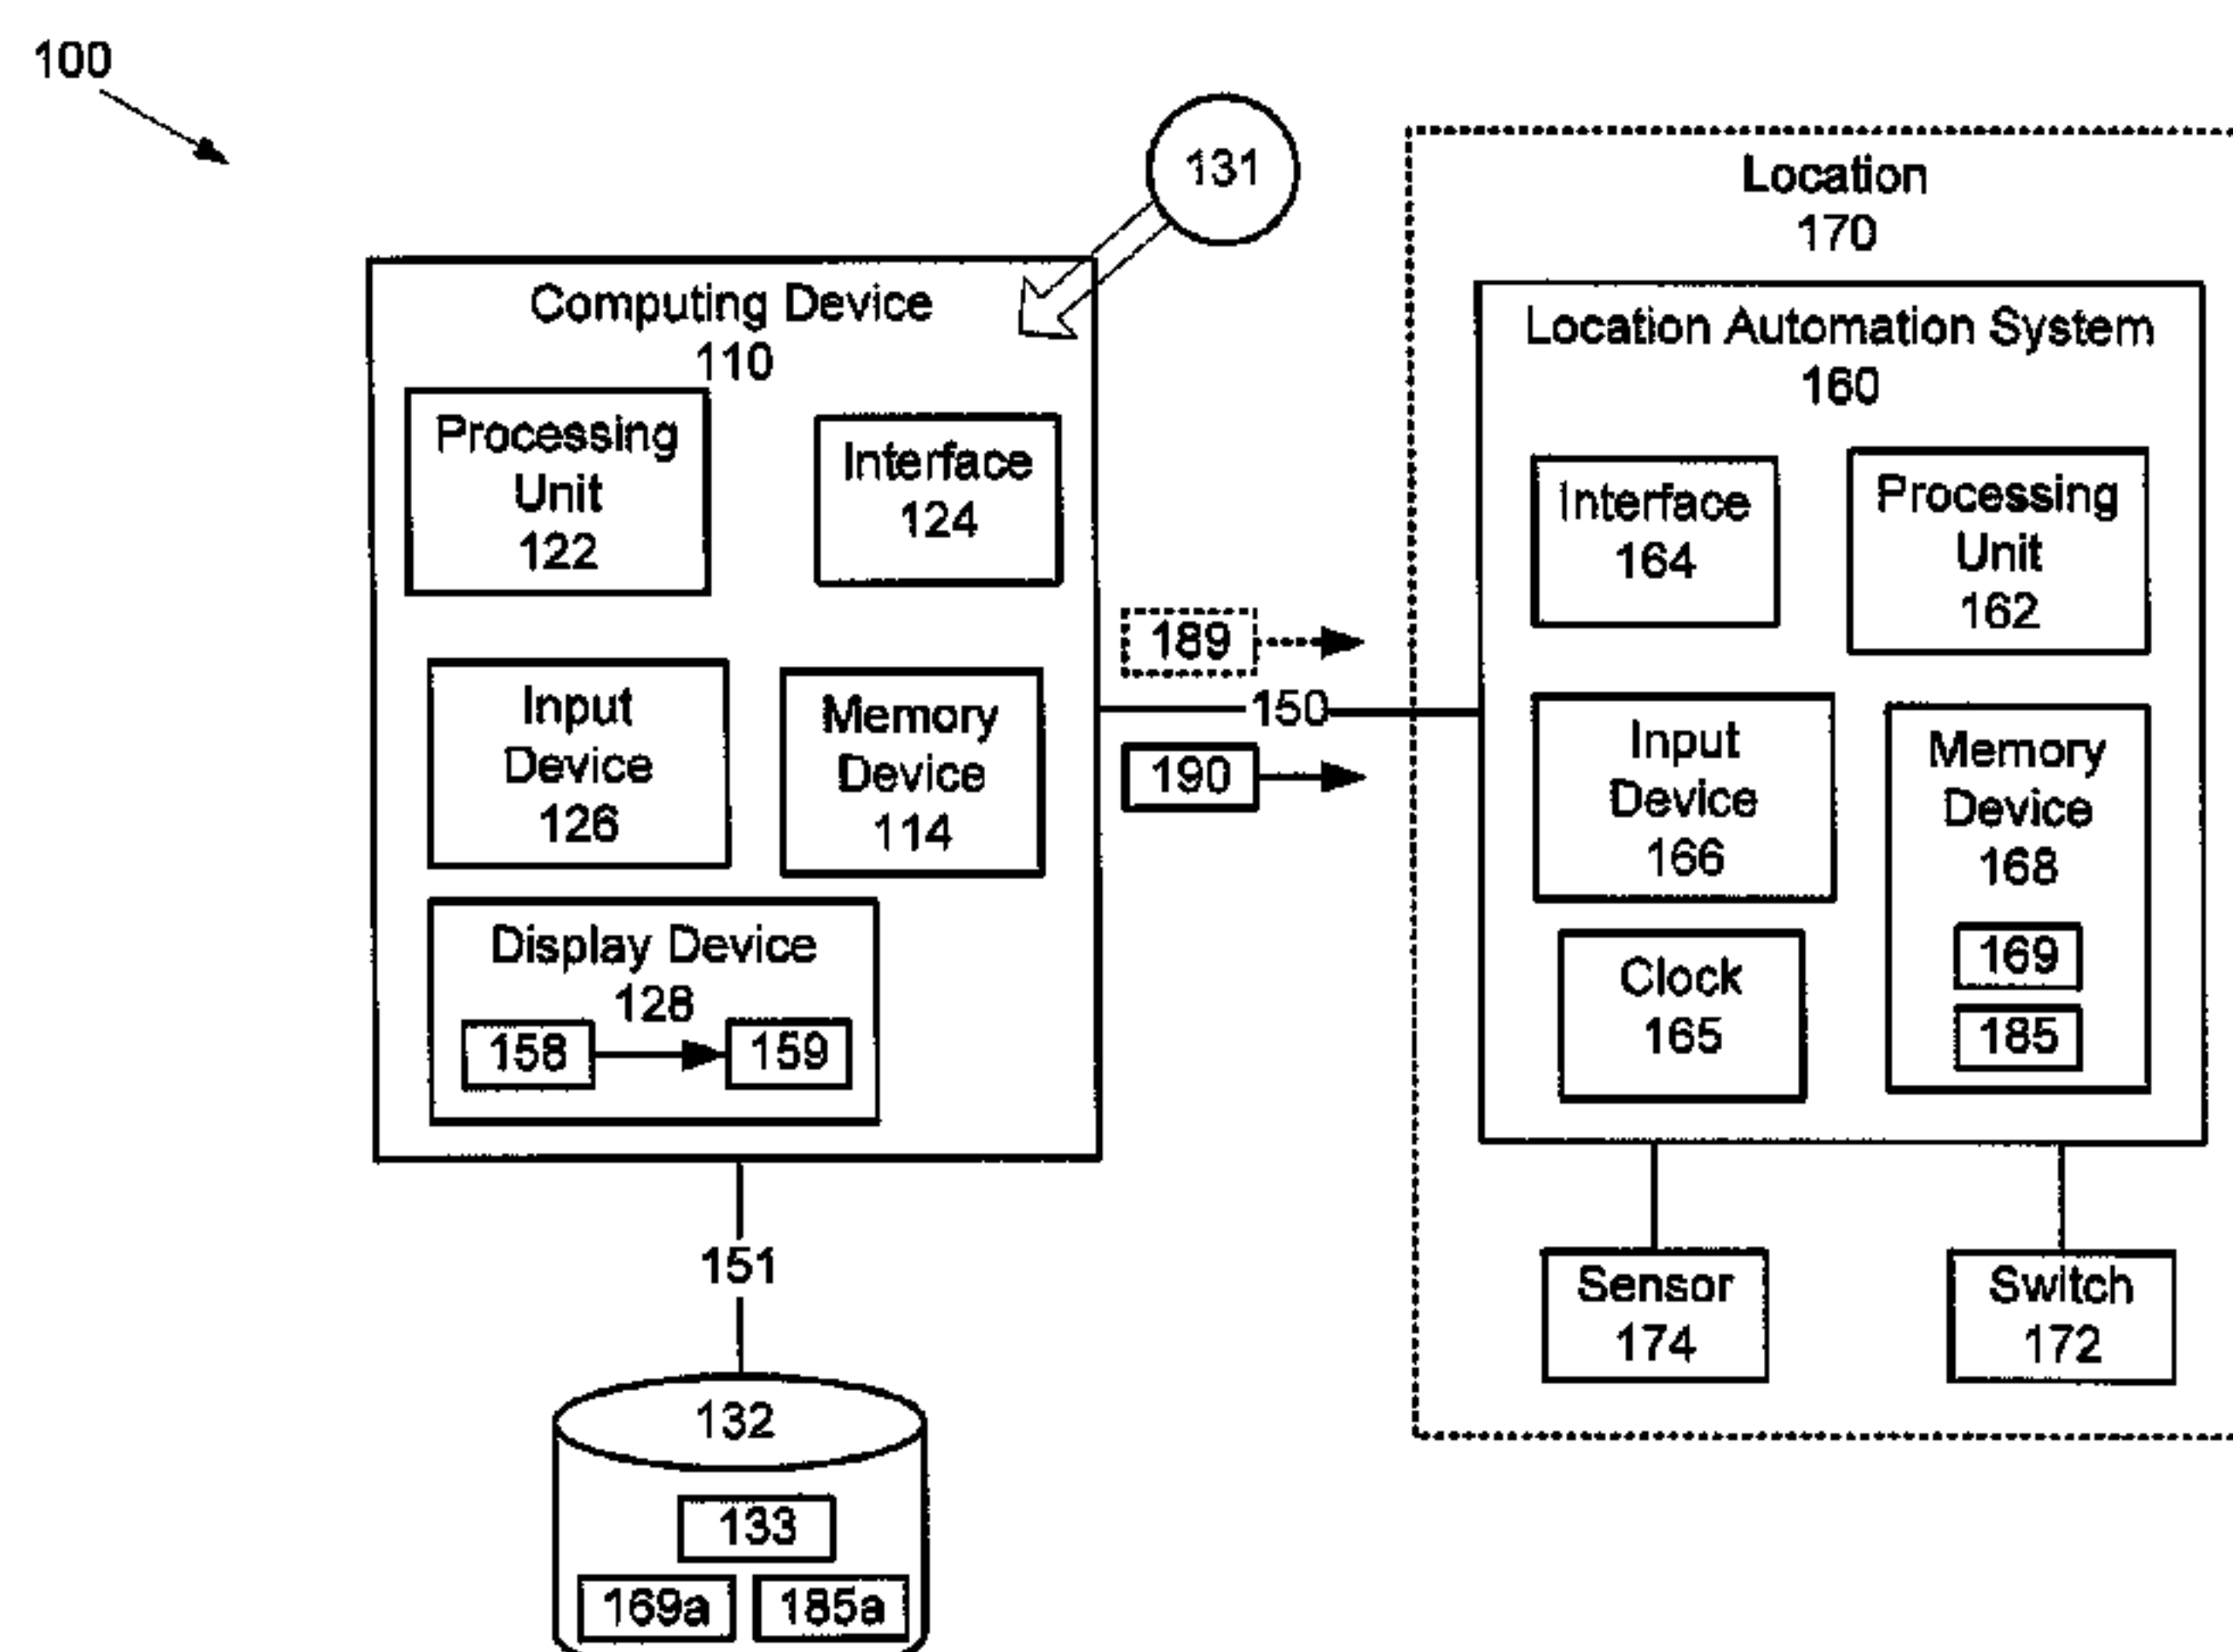 100
131
Location
170
Computing Device
110
Location Automation System
160
Processing
Unit
122
Interface
124
Interface
164
Processing
Unit
162
189
150
190
Input
Device
126
Memory
Device
114
Input
Device
166
Memory
Device
168
169
185
Display Device
128
158
159
Clock
165
151
Sensor
174
Switch
172
132
133
169a
185a